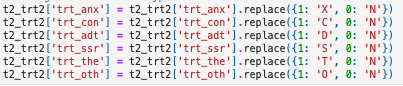 t2_trt2['trt_anx'] = t2_trt2['trt_anx'].replace({1: 'X', 0: 'N'})
t2_trt2['trt_con'] = t2_trt2['trt_con'].replace({1: 'C', 0: 'N'})
t2_trt2['trt_adt'] = t2_trt2['trt_adt'].replace({1: 'D', 0: 'N'})
t2_trt2['trt_ssr'] = t2_trt2['trt_ssr'].replace({1: 'S', 0: 'N'})
t2_trt2['trt_the'] = t2_trt2['trt_the'].replace({1: 'T', 0: 'N'})
t2_trt2['trt_oth'] = t2_trt2['trt_oth'].replace({1: 'O', 0: 'N'})